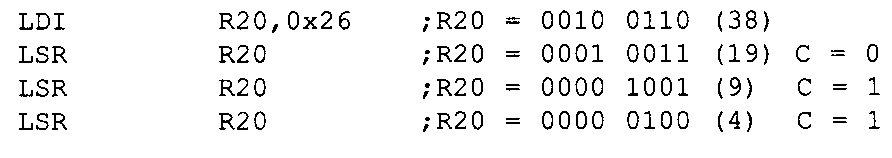 LDI R20,0x26 ;R20 = 0010 0110 (38)
LSR R20 ;R20 = 0001 0011 (19) C = 0
LSR R20 ;R20 = 0000 1001 (9) C = 1
LSR R20 ;R20 = 0000 0100 (4) C = 1